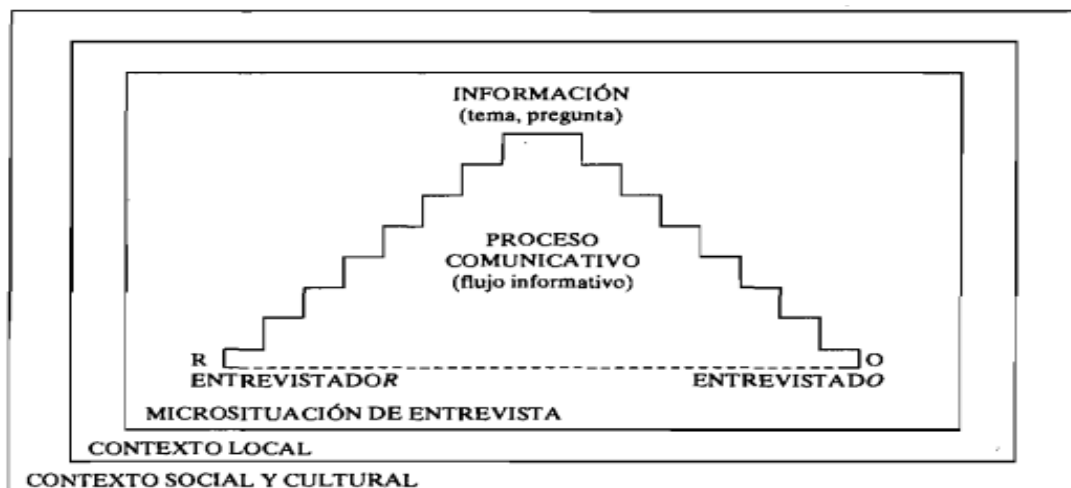 INFORMACIÓN
(tema, pregunta)
PROCESO
COMUNICATIVO
(flujo informativo)
R O
ENTREVISTADOR ENTREVISTADO
MICROSITUACIÓN DE ENTREVISTA
CONTEXTO LOCAL
CONTEXTO SOCIAL Y CULTURAL